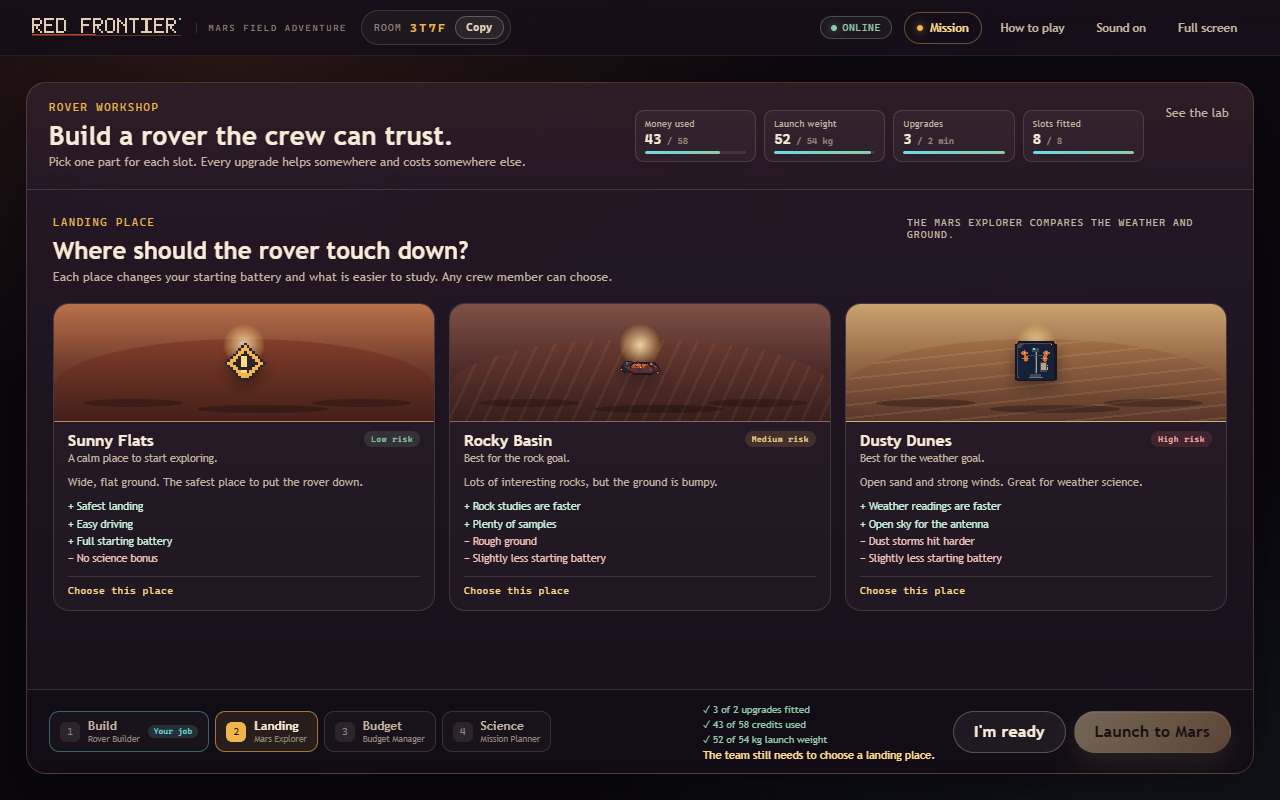 RED FRONTIER
MARS FIELD ADVENTURE
ROOM 3T7F Copy
ONLINE
Mission
How to play
Sound on
Full screen
ROVER WORKSHOP
Build a rover the crew can trust.
Pick one part for each slot. Every upgrade helps somewhere and costs somewhere else.
Money used
43 / 58
Launch weight
52 / 54 kg
Upgrades
3 / 2 min
Slots fitted
8 / 8
See the lab
LANDING PLACE
Where should the rover touch down?
Each place changes your starting battery and what is easier to study. Any crew member can choose.
THE MARS EXPLORER COMPARES THE WEATHER AND
GROUND.
Sunny Flats
Low risk
A calm place to start exploring.
Wide, flat ground. The safest place to put the rover down.
+ Safest landing
+ Easy driving
+ Full starting battery
− No science bonus
Choose this place
Rocky Basin
Medium risk
Best for the rock goal.
Lots of interesting rocks, but the ground is bumpy.
+ Rock studies are faster
+ Plenty of samples
− Rough ground
− Slightly less starting battery
Choose this place
Dusty Dunes
High risk
Best for the weather goal.
Open sand and strong winds. Great for weather science.
+ Weather readings are faster
+ Open sky for the antenna
− Dust storms hit harder
− Slightly less starting battery
Choose this place
1
Build
Rover Builder
Your job
2
Landing
Mars Explorer
3
Budget
Budget Manager
4
Science
Mission Planner
✓ 3 of 2 upgrades fitted
✓ 43 of 58 credits used
✓ 52 of 54 kg launch weight
The team still needs to choose a landing place.
I'm ready
Launch to Mars